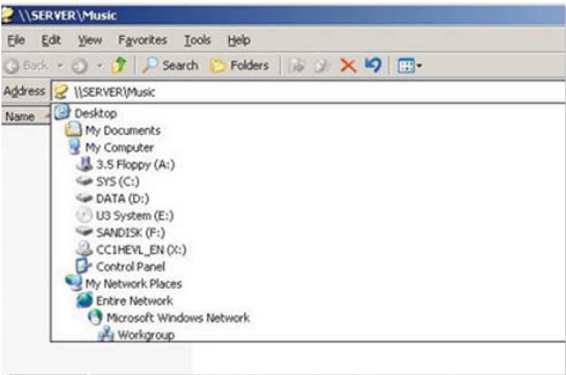 \\SERVER\Music
File Edit View Favorites Tools Help
Back Search Folders
Address \\SERVER\Music
Name
Desktop
My Documents
My Computer
3.5 Floppy (A:)
SYS (C:)
DATA (D:)
U3 System (E:)
SANDISK (F:)
CC1HEVL_EN (X:)
Control Panel
My Network Places
Entire Network
Microsoft Windows Network
Workgroup